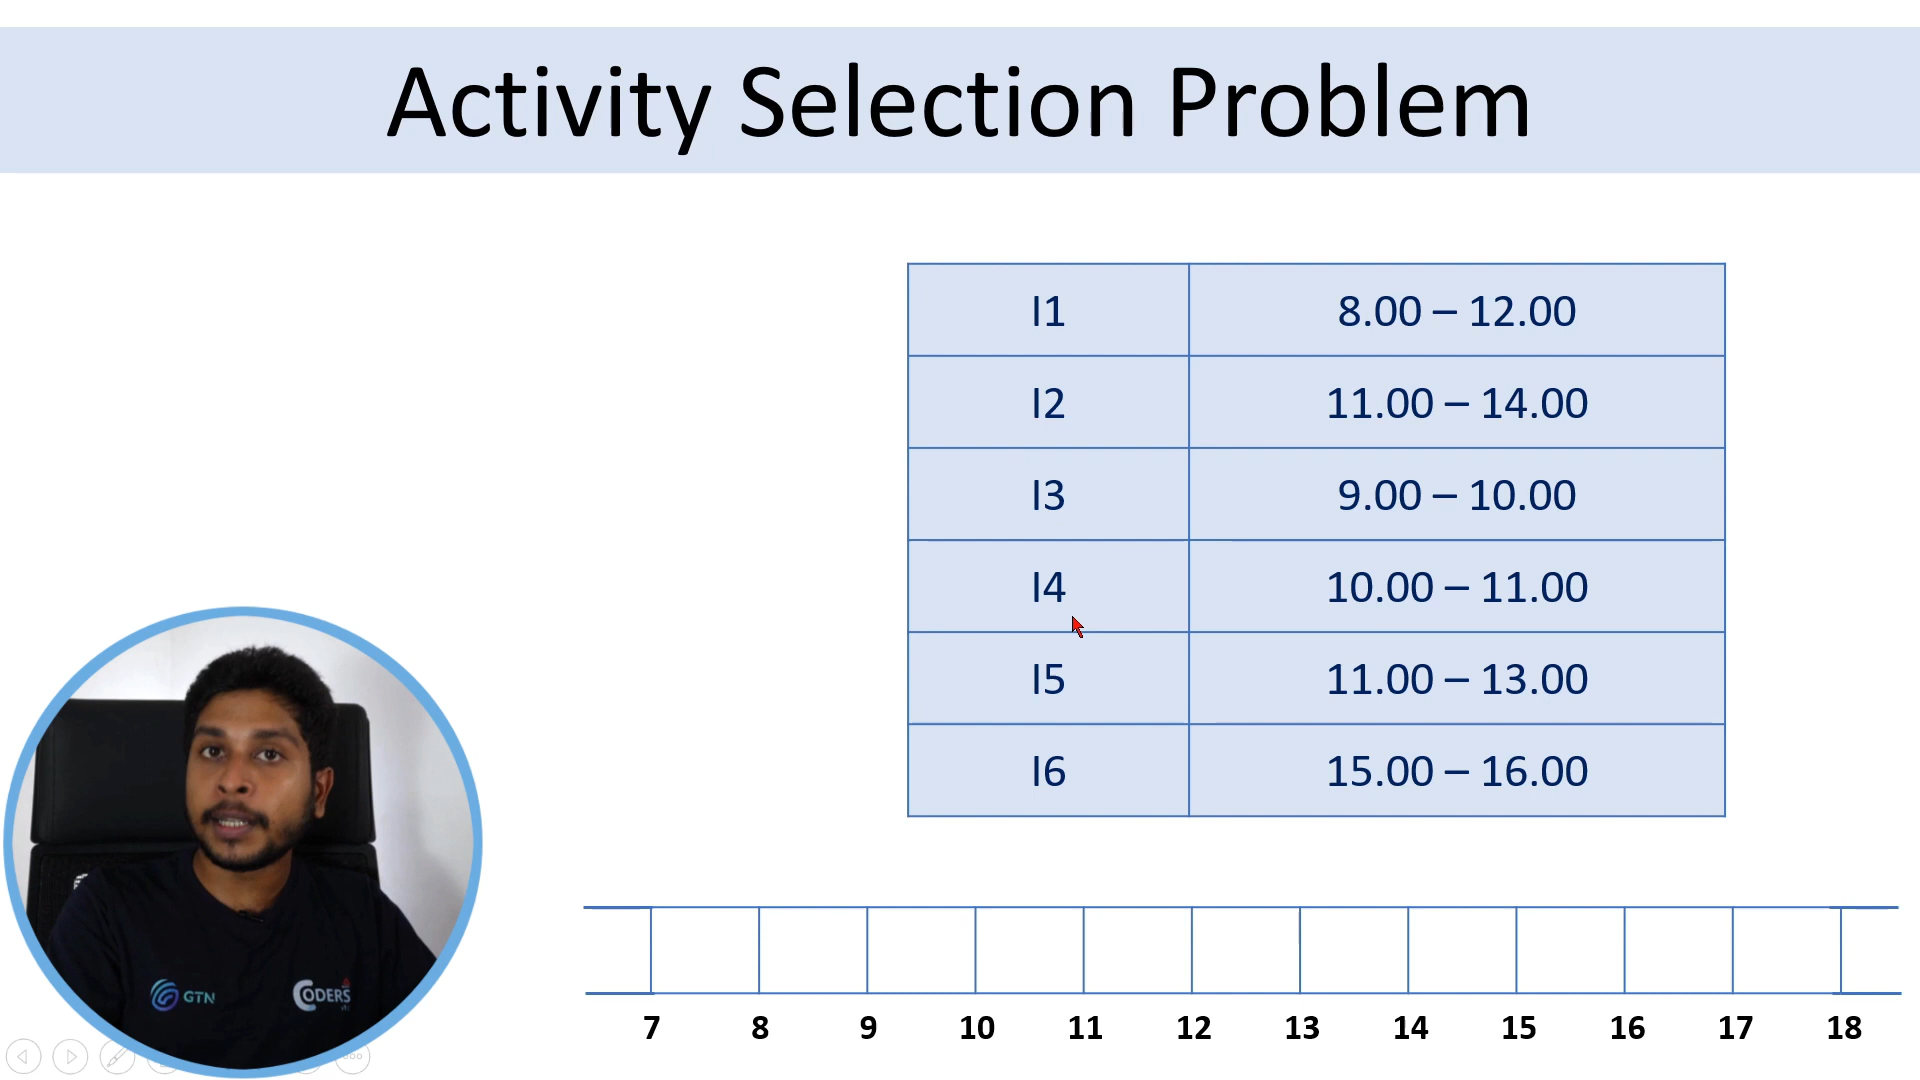 Activity Selection Problem
I1 8.00 – 12.00
I2 11.00 – 14.00
I3 9.00 – 10.00
I4 10.00 – 11.00
I5 11.00 – 13.00
I6 15.00 – 16.00
7 8 9 10 11 12 13 14 15 16 17 18
GTN
CODERS